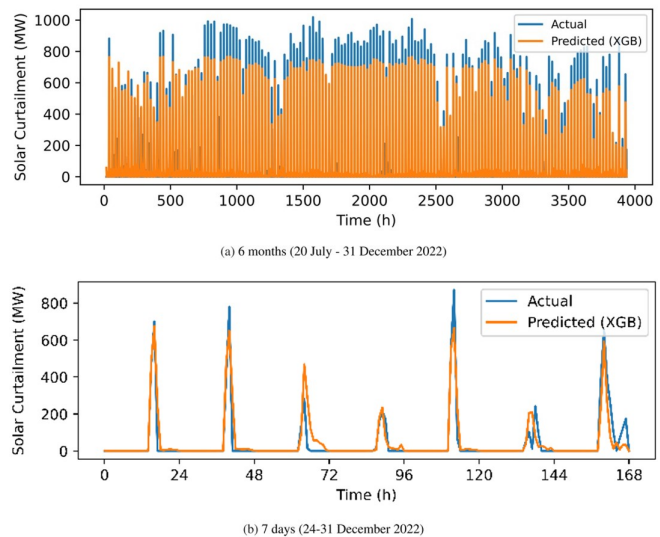 1000
800
600
400
200
0
Solar Curtailment (MW)
Actual
Predicted (XGB)
0 500 1000 1500 2000 2500 3000 3500 4000
Time (h)
(a) 6 months (20 July - 31 December 2022)
800
600
400
200
0
Solar Curtailment (MW)
Actual
Predicted (XGB)
0 24 48 72 96 120 144 168
Time (h)
(b) 7 days (24-31 December 2022)